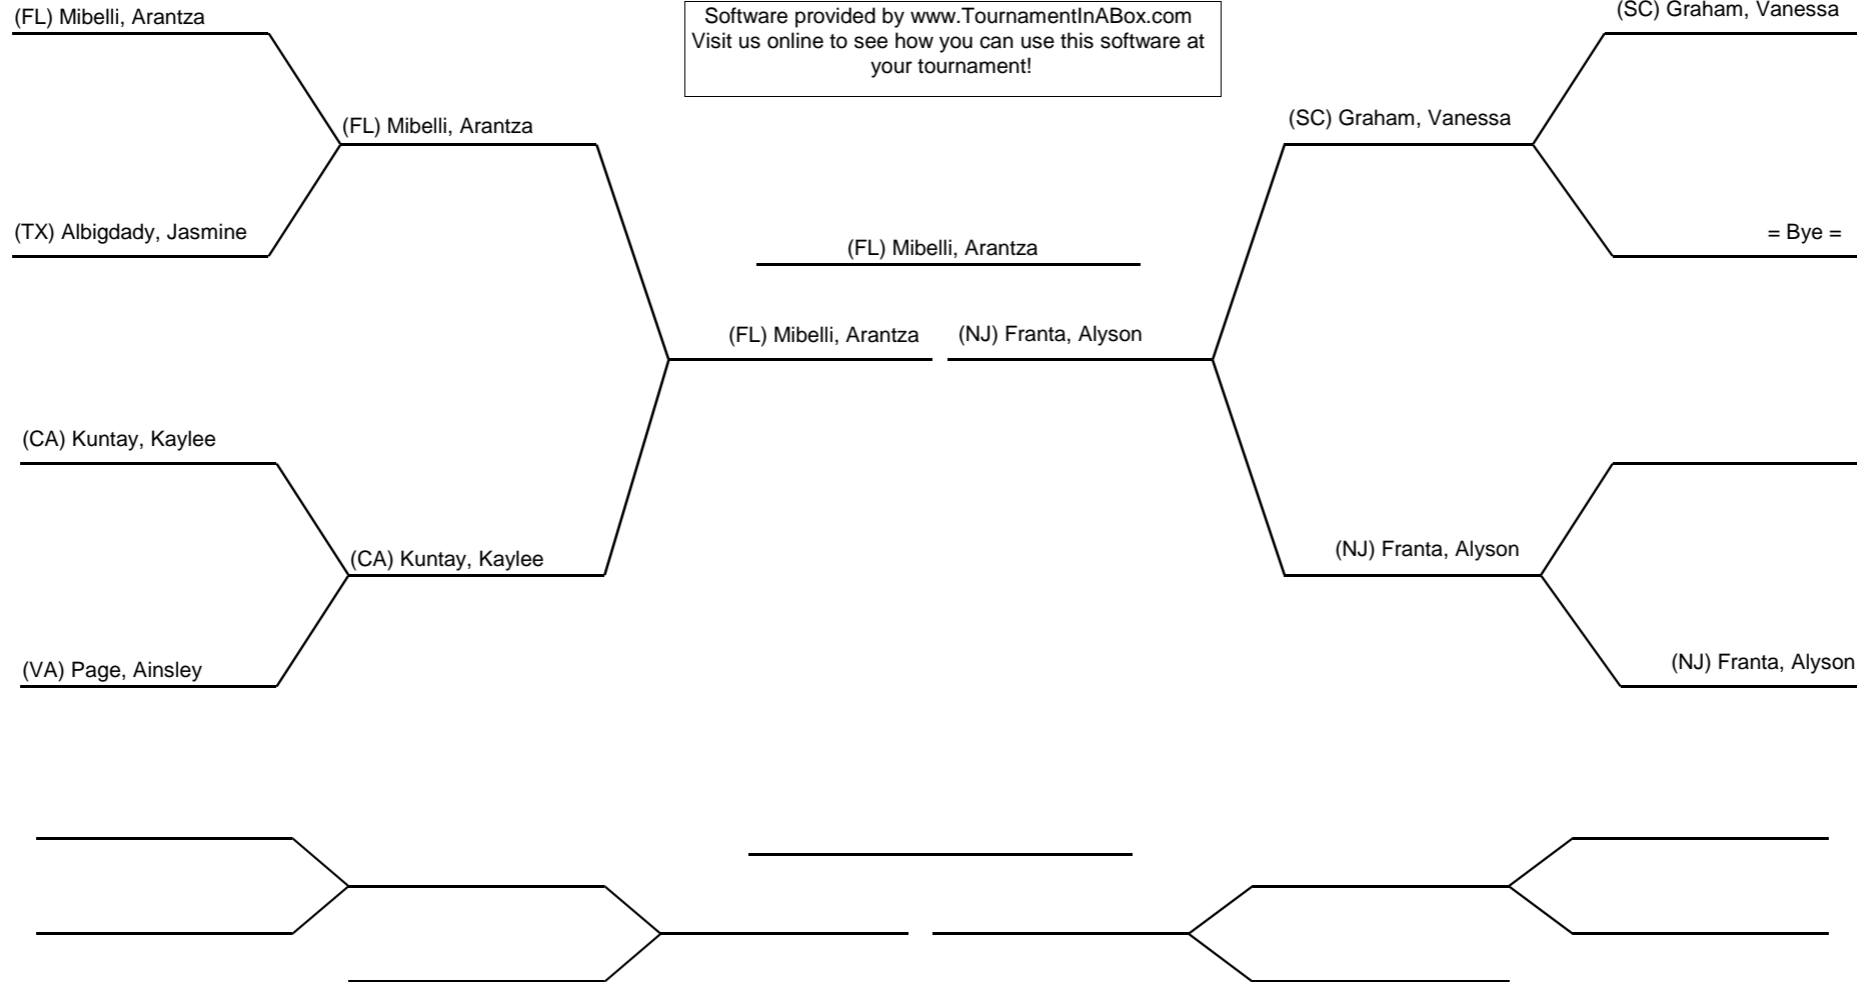 (FL) Mibelli, Arantza
Software provided by www.TournamentInABox.com
Visit us online to see how you can use this software at
your tournament!
(SC) Graham, Vanessa
(FL) Mibelli, Arantza
(SC) Graham, Vanessa
(TX) Albigdady, Jasmine
= Bye =
(FL) Mibelli, Arantza
(FL) Mibelli, Arantza
(NJ) Franta, Alyson
(CA) Kuntay, Kaylee
(CA) Kuntay, Kaylee
(NJ) Franta, Alyson
(VA) Page, Ainsley
(NJ) Franta, Alyson